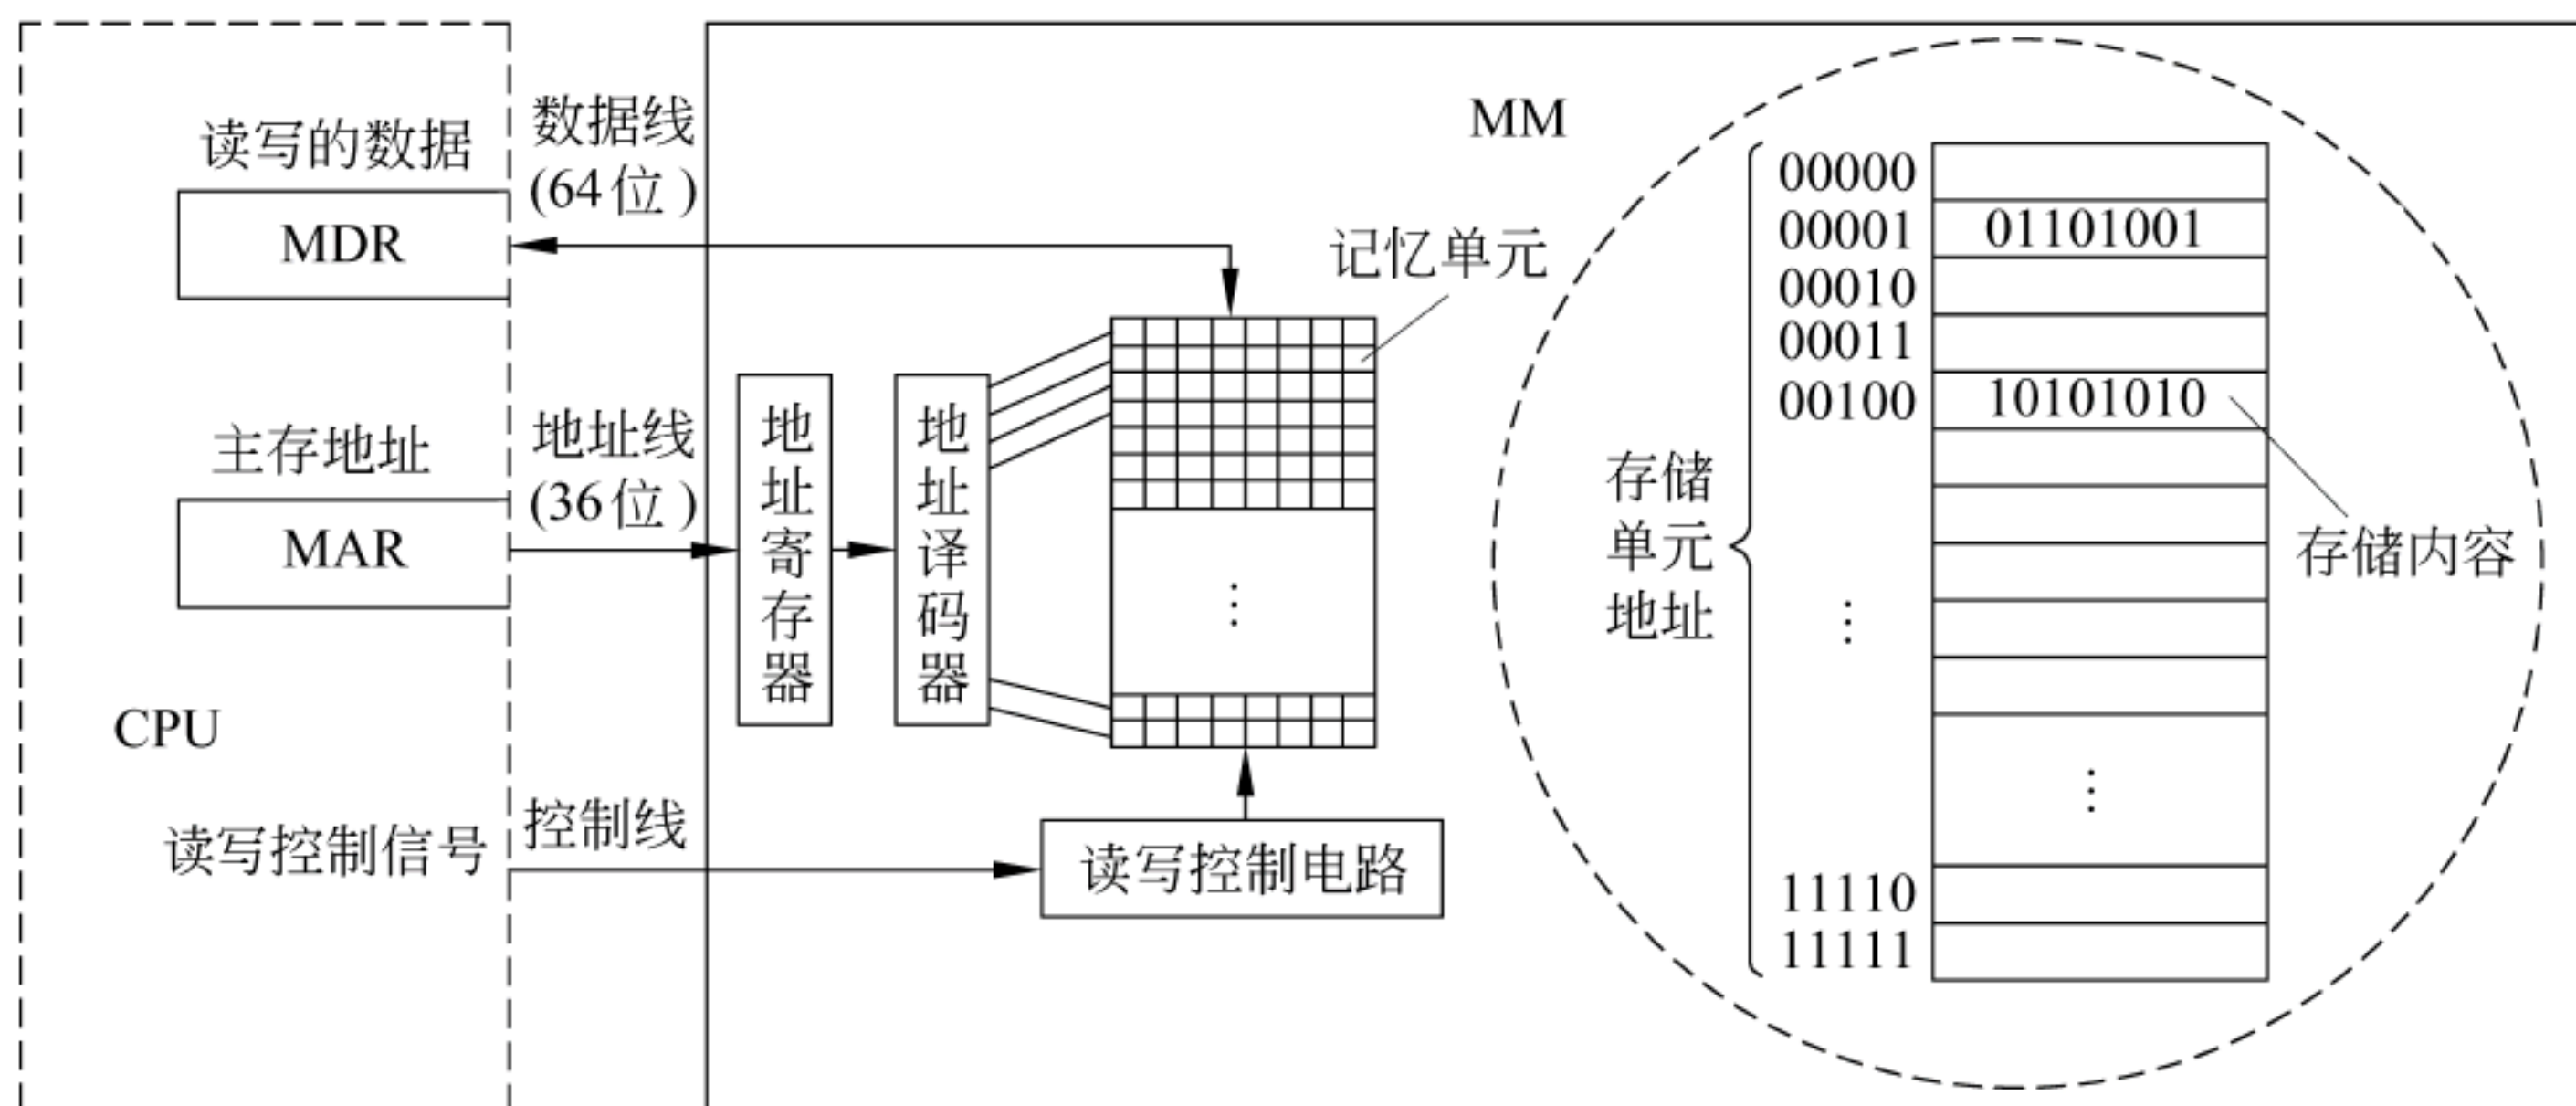 读写的数据
MDR
数据线
(64位)
主存地址
MAR
地址线
(36位)
CPU
读写控制信号
控制线
地址寄存器
地址译码器
记忆单元
⋮
读写控制电路
MM
存储
单元
地址
00000
00001 01101001
00010
00011
00100 10101010
⋮
⋮
11110
11111
存储内容